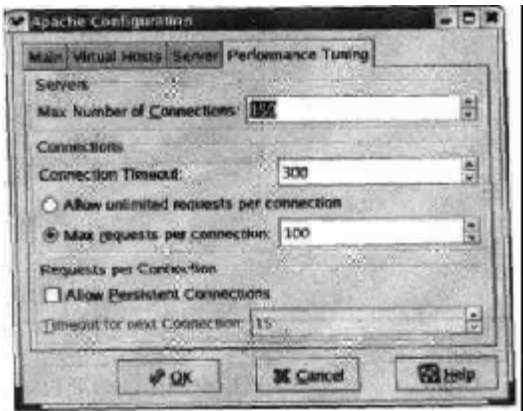 Apache Configuration
Main Virtual Hosts Server Performance Tuning
Servers
Max Number of Connections: 150
Connections
Connection Timeout: 300
Allow unlimited requests per connection
Max requests per connection: 100
Requests per Connection
Allow Persistent Connections
Timeout for next Connection: 15
OK Cancel Help